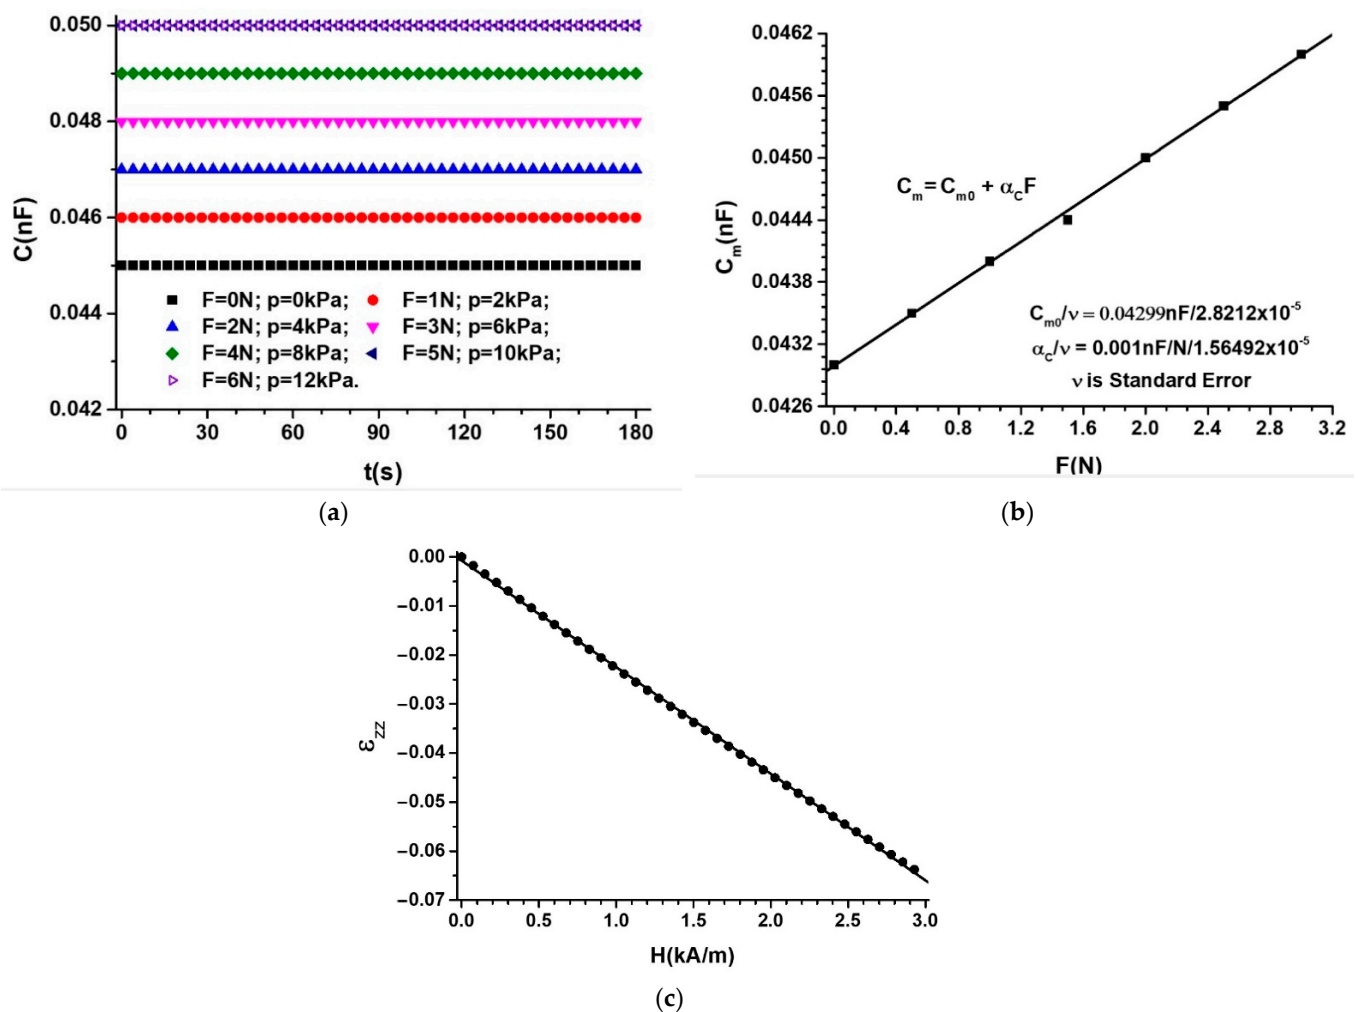 0.050
0.048
0.046
0.044
0.042
C(nF)
F=0N; p=0kPa; F=1N; p=2kPa;
F=2N; p=4kPa; F=3N; p=6kPa;
F=4N; p=8kPa; F=5N; p=10kPa;
F=6N; p=12kPa.
0 30 60 90 120 150 180
t(s)
(a)
0.0462
0.0456
0.0450
0.0444
0.0438
0.0432
0.0426
Cm(nF)
Cm = Cm0 + αCF
Cm0/ν = 0.04299nF/2.8212x10⁻⁵
αC/ν = 0.001nF/N/1.56492x10⁻⁵
ν is Standard Error
0.0 0.4 0.8 1.2 1.6 2.0 2.4 2.8 3.2
F(N)
(b)
0.00
−0.01
−0.02
−0.03
−0.04
−0.05
−0.06
−0.07
εzz
0.0 0.5 1.0 1.5 2.0 2.5 3.0
H(kA/m)
(c)